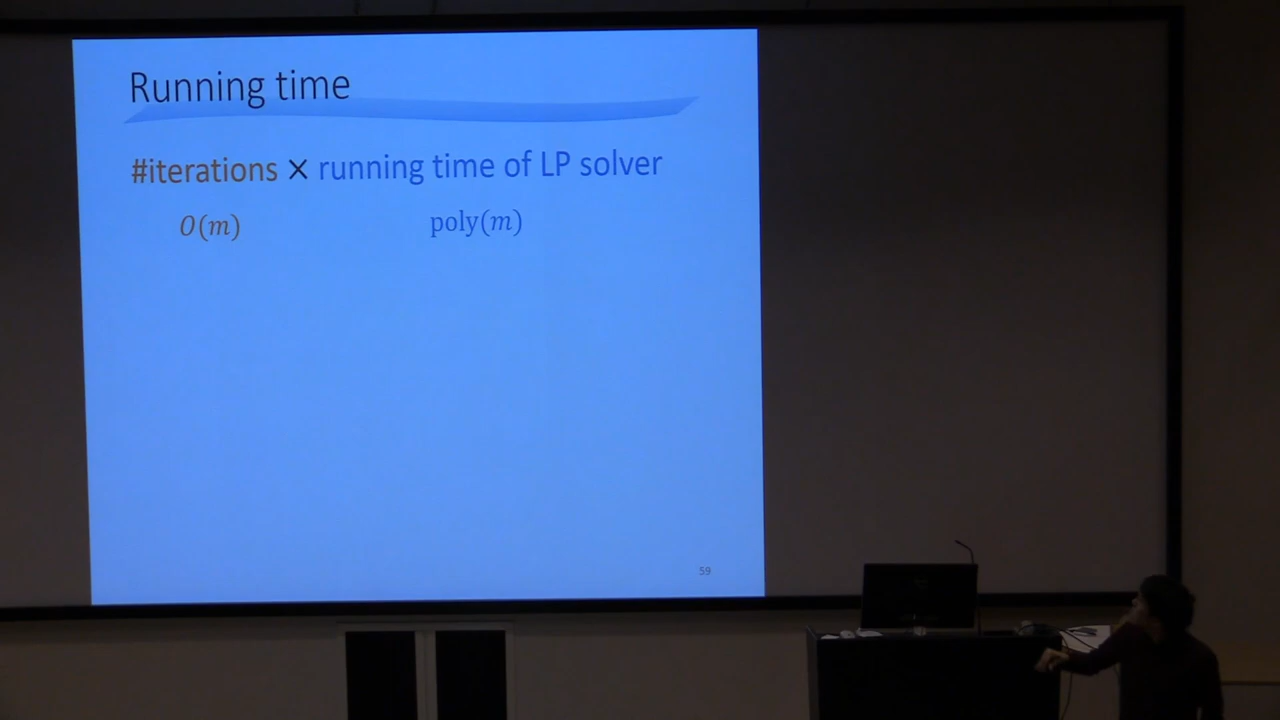 Running time
#iterations × running time of LP solver
O(m) poly(m)
59